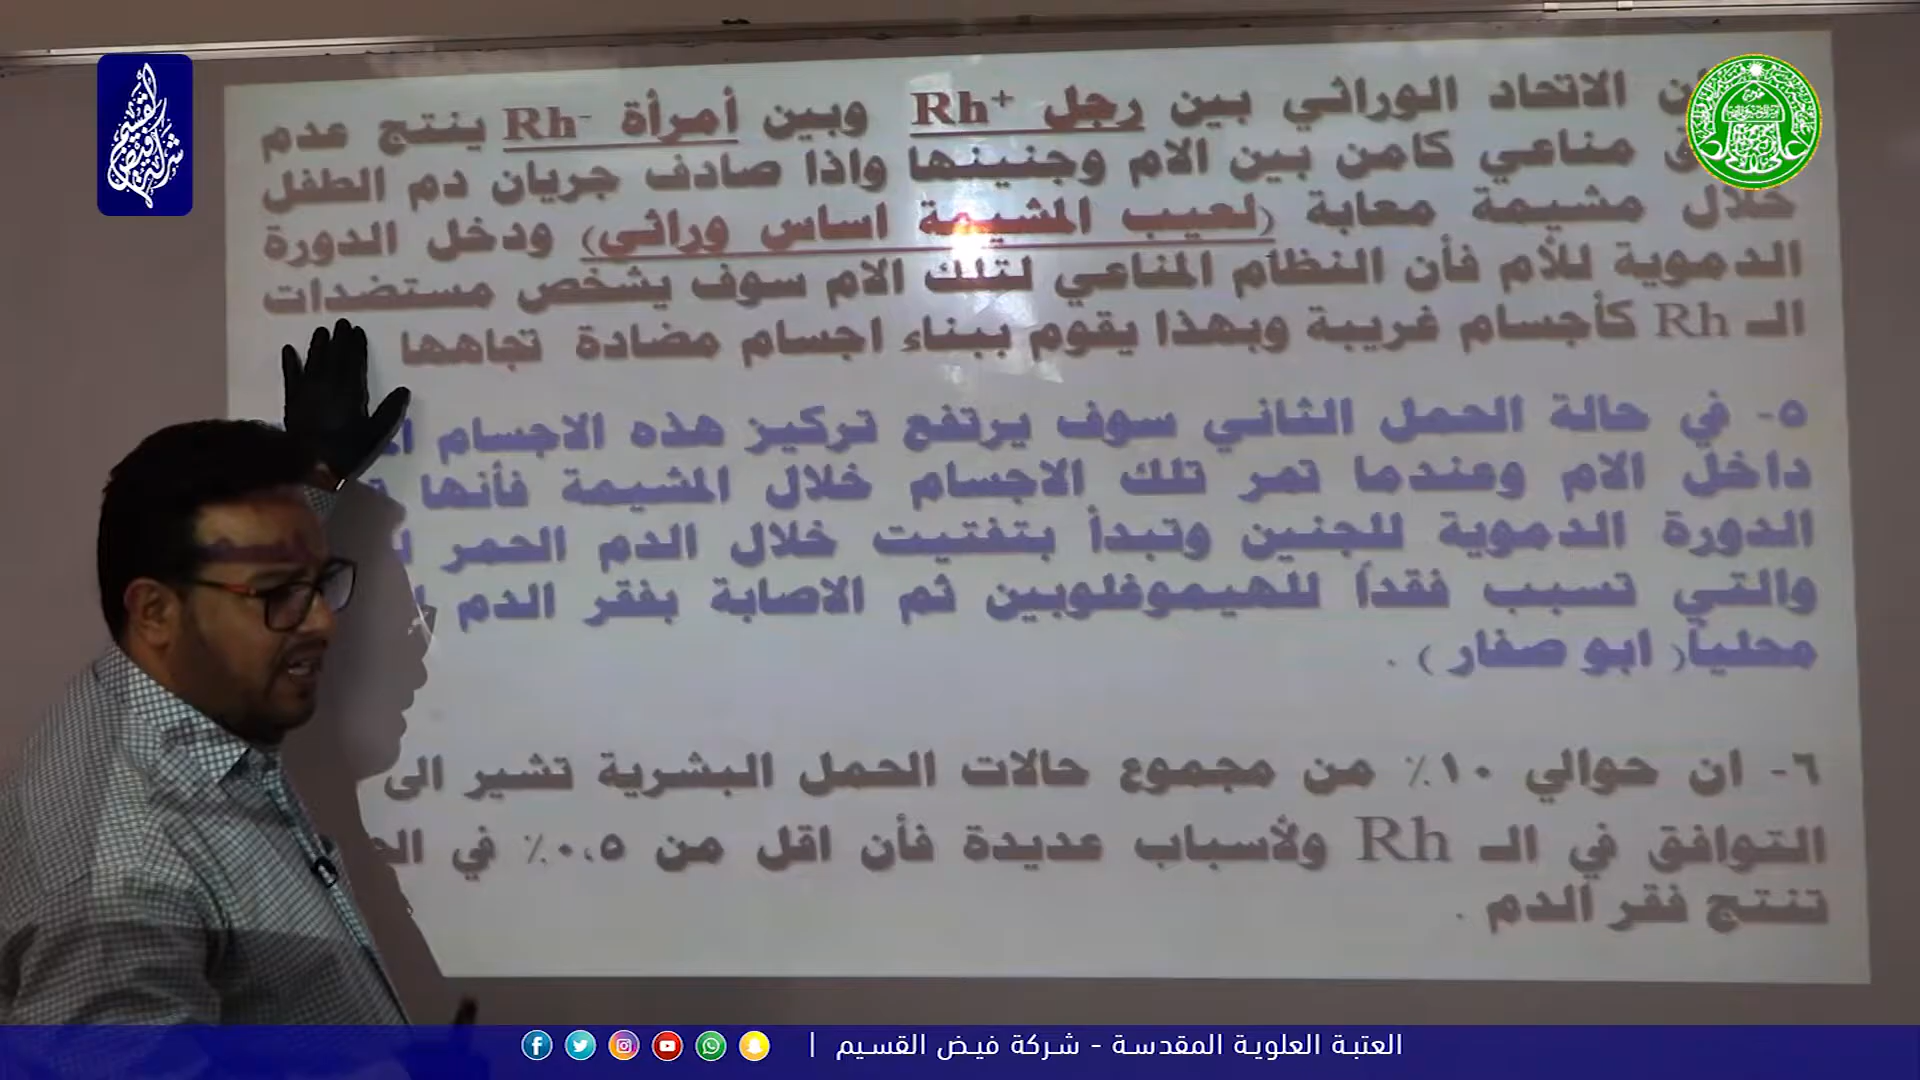 الاتحاد الوراثي بين رجل Rh+ وبين أمرأة Rh- ينتج عدم
مناعي كامن بين الام وجنينها واذا صادف جريان دم الطفل
خلال مشيمة معابة (لعيب المشيمة اساس وراثي) ودخل الدورة
الدموية للأم فأن النظام المناعي لتلك الام سوف يشخص مستضدات
الـ Rh كأجسام غريبة وبهذا يقوم ببناء اجسام مضادة تجاهها
٥- في حالة الحمل الثاني سوف يرتفع تركيز هذه الاجسام
داخل الام وعندما تمر تلك الاجسام خلال المشيمة فأنها
الدورة الدموية للجنين وتبدأ بتفتيت خلال الدم الحمر
والتي تسبب فقداً للهيموفلوبين ثم الاصابة بفقر الدم
محلياً( ابو صفار ) .
٦- ان حوالي ١٠٪ من مجموع حالات الحمل البشرية تشير الى
التوافق في الـ Rh ولأسباب عديدة فأن اقل من ٠,٥٪ في
تنتج فقر الدم .
العتبة العلوية المقدسة - شركة فيض القسيم |